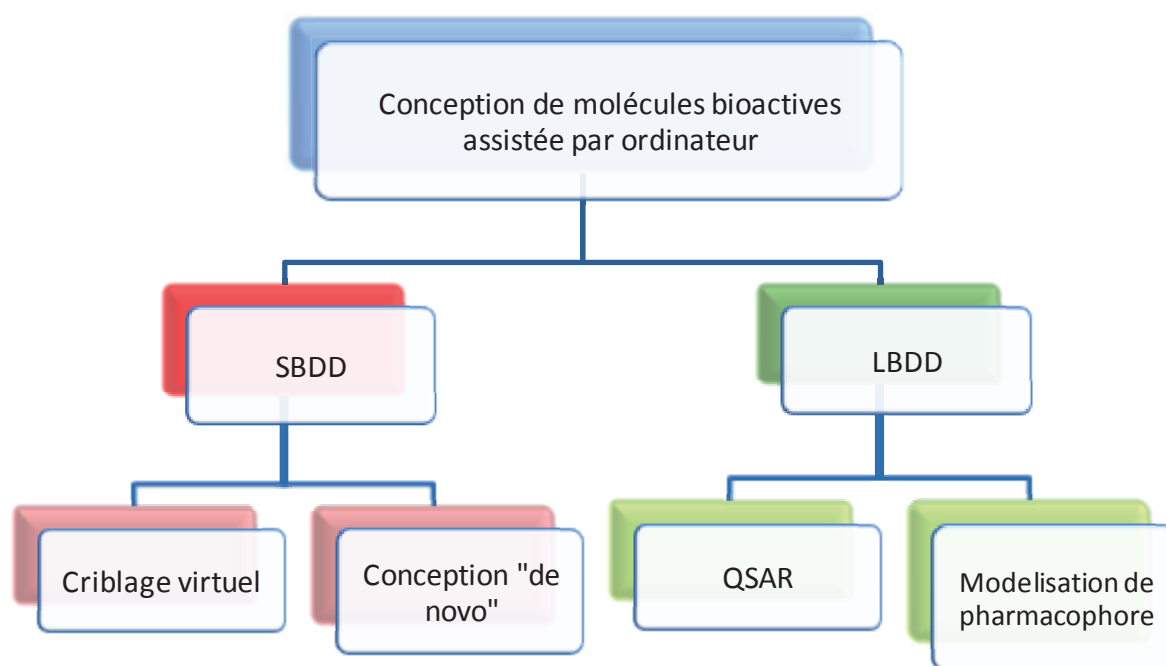 Conception de molécules bioactives
assistée par ordinateur
SBDD
LBDD
Criblage virtuel
Conception "de
novo"
QSAR
Modelisation de
pharmacophore